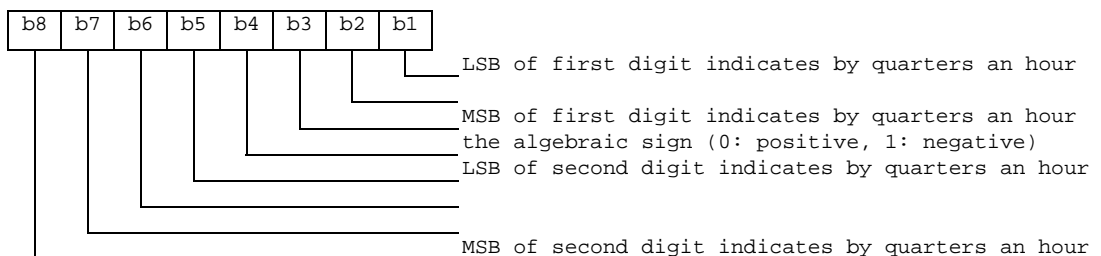 b8 b7 b6 b5 b4 b3 b2 b1
LSB of first digit indicates by quarters an hour
MSB of first digit indicates by quarters an hour
the algebraic sign (0: positive, 1: negative)
LSB of second digit indicates by quarters an hour
MSB of second digit indicates by quarters an hour